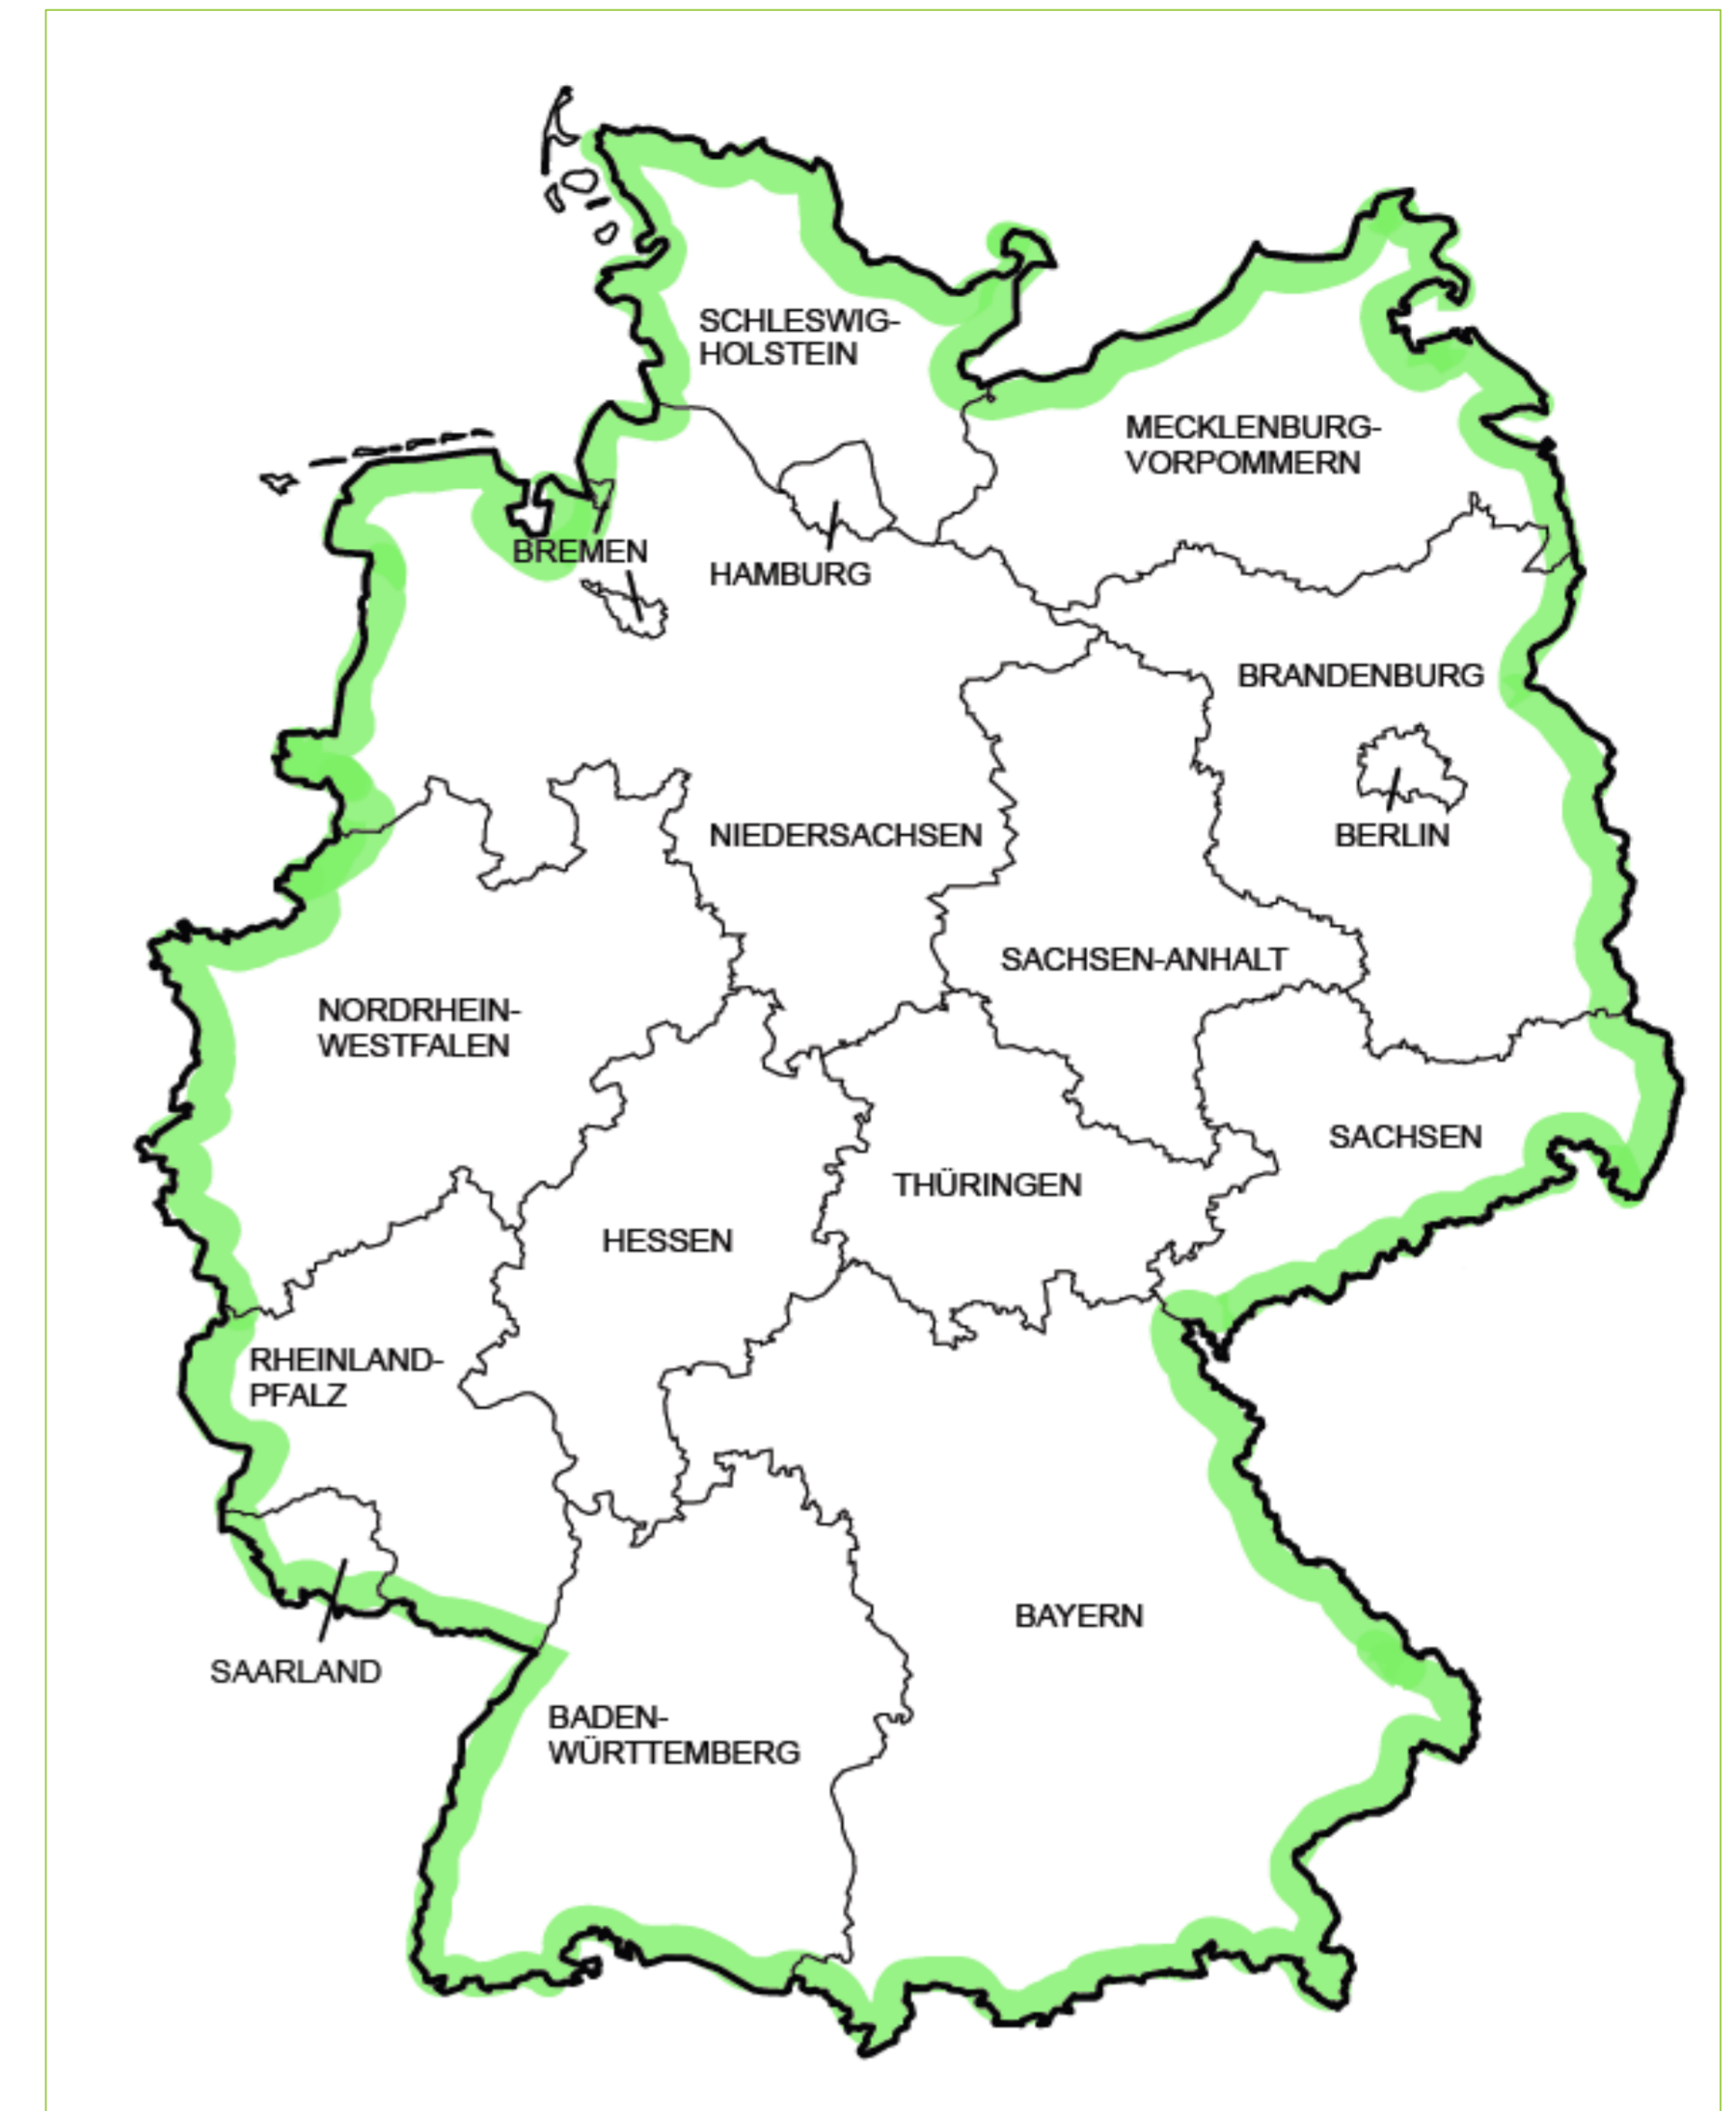 SCHLESWIG-
HOLSTEIN
MECKLENBURG-
VORPOMMERN
BREMEN
HAMBURG
BRANDENBURG
BERLIN
NIEDERSACHSEN
SACHSEN-ANHALT
NORDRHEIN-
WESTFALEN
SACHSEN
THÜRINGEN
HESSEN
RHEINLAND-
PFALZ
BAYERN
SAARLAND
BADEN-
WÜRTTEMBERG